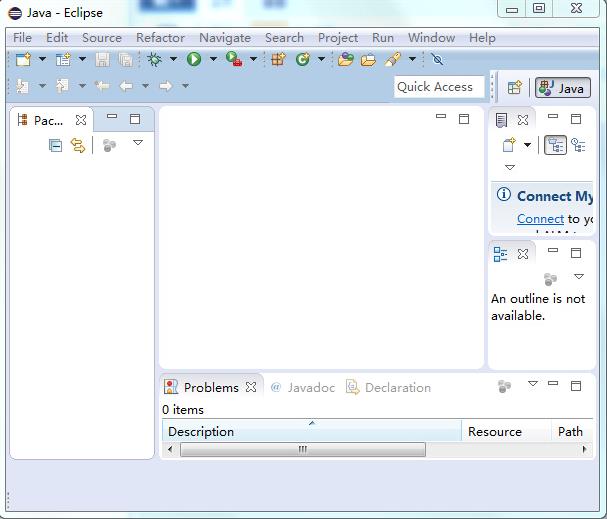 Java - Eclipse
File Edit Source Refactor Navigate Search Project Run Window Help
Quick Access
Java
Pac...
Connect My
Connect to yo
An outline is not
available.
Problems @ Javadoc Declaration
0 items
Description Resource Path